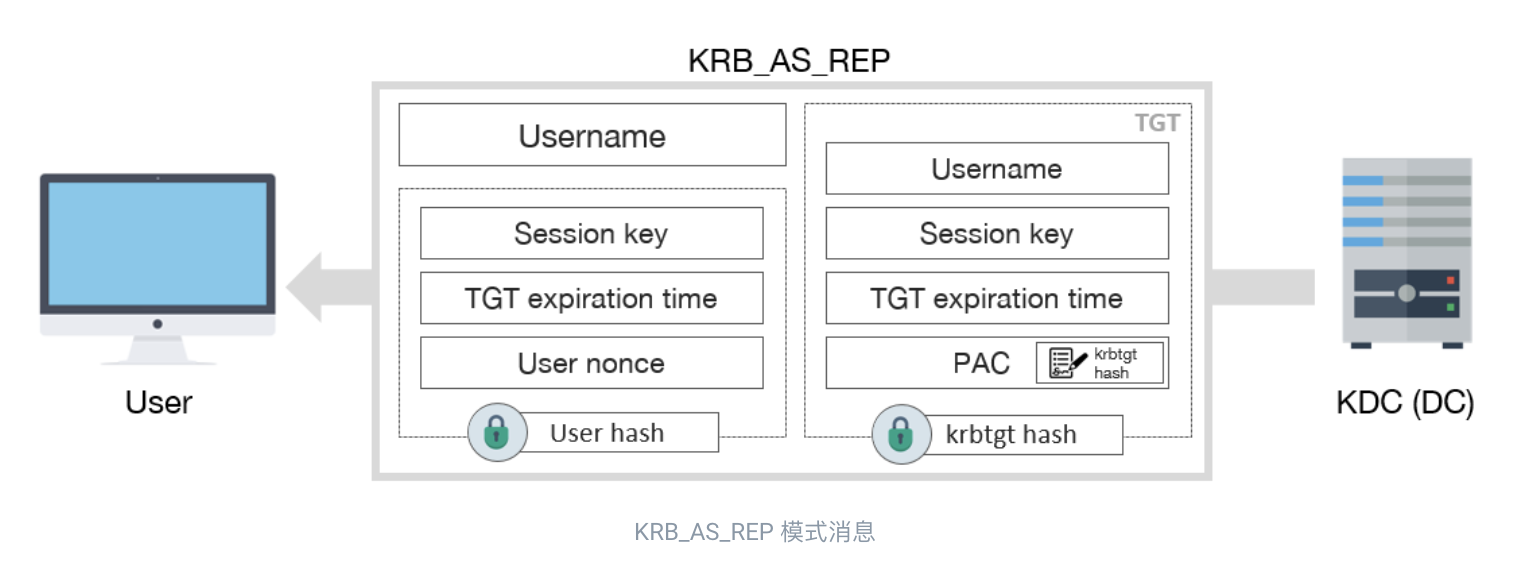 KRB_AS_REP
Username
Session key
TGT expiration time
User nonce
User hash
TGT
Username
Session key
TGT expiration time
PAC
krbtgt
hash
krbtgt hash
User
KDC (DC)
KRB_AS_REP 模式消息